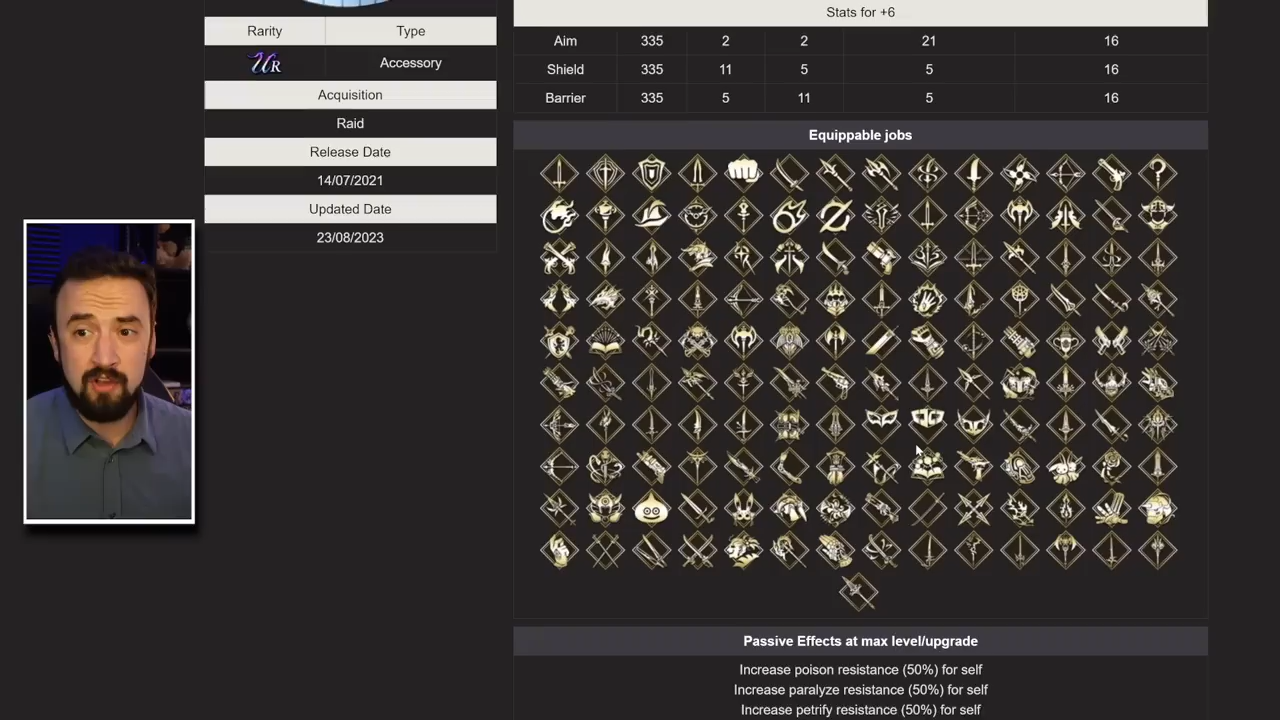 Rarity Type
UR Accessory
Acquisition
Raid
Release Date
14/07/2021
Updated Date
23/08/2023
Stats for +6
Aim 335 2 2 21 16
Shield 335 11 5 5 16
Barrier 335 5 11 5 16
Equippable jobs
?
Passive Effects at max level/upgrade
Increase poison resistance (50%) for self
Increase paralyze resistance (50%) for self
Increase petrify resistance (50%) for self